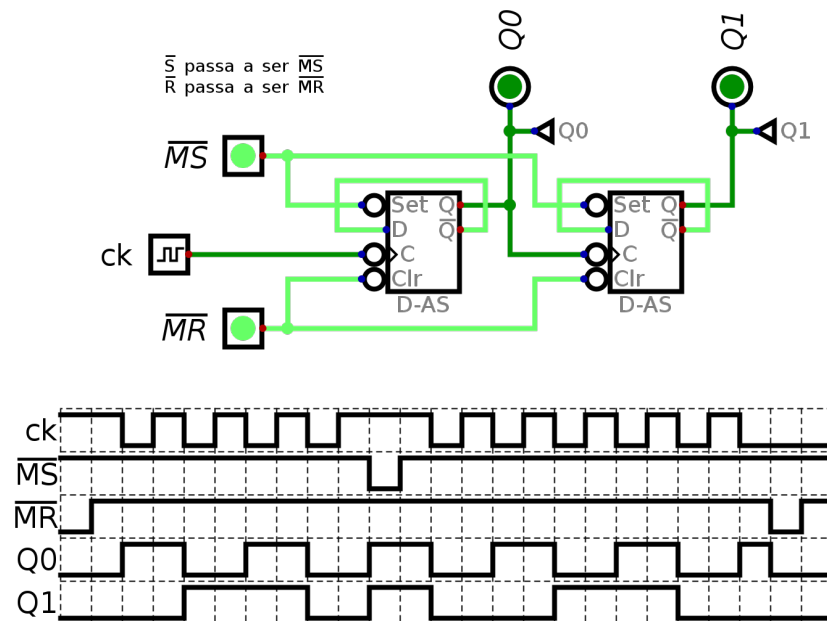 Q0
Q1
S̅ passa a ser M̅S̅
R̅ passa a ser M̅R̅
Q0
Q1
M̅S̅
Set Q
D Q̅
C
Clr
D-AS
Set Q
D Q̅
C
Clr
D-AS
ck
M̅R̅
ck
M̅S̅
M̅R̅
Q0
Q1